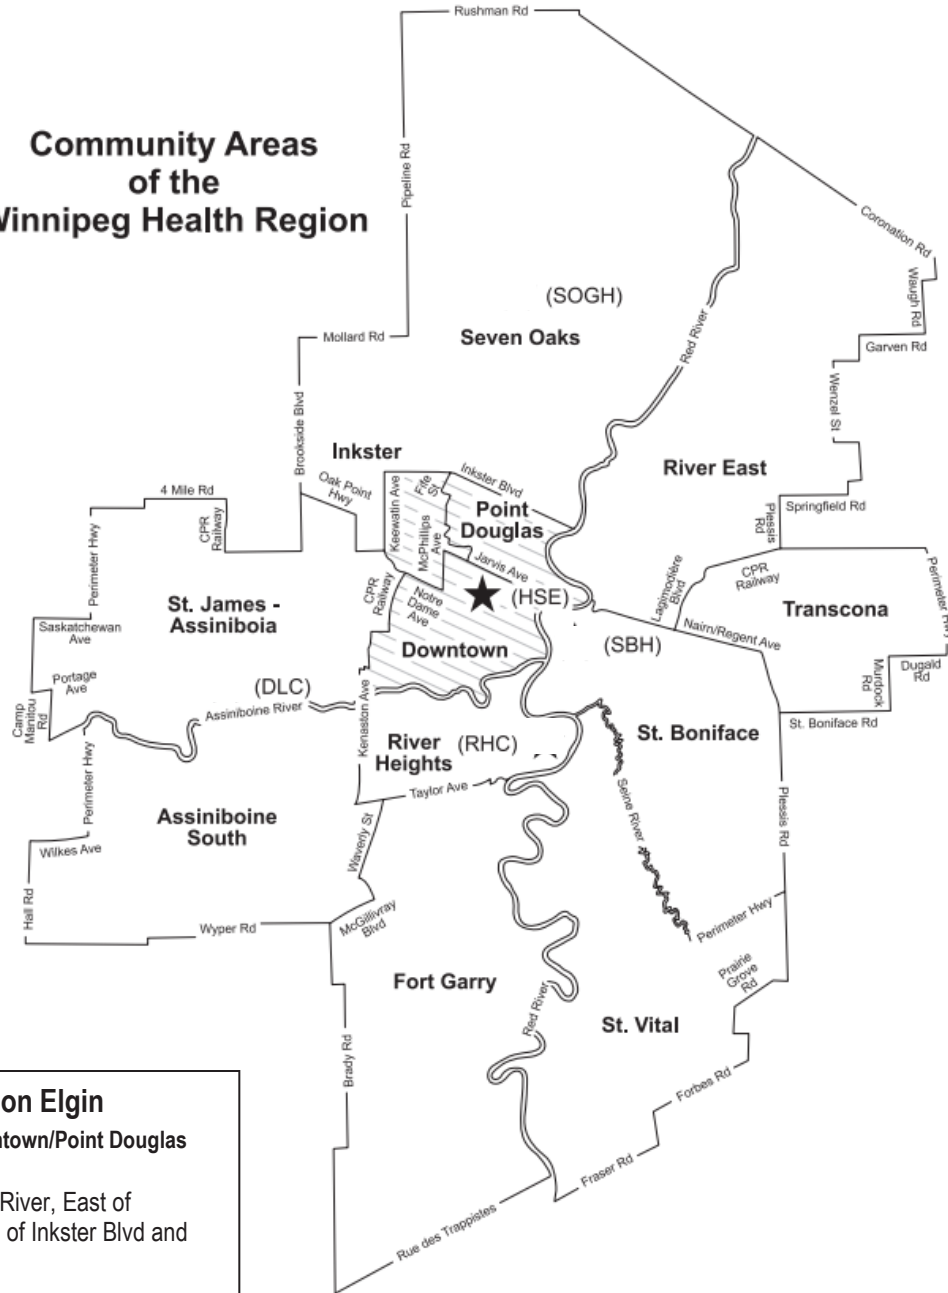 Rushman Rd
Community Areas
of the
Winnipeg Health Region
Pipeline Rd
Coronation Rd
Waugh Rd
(SOGH)
Seven Oaks
Red River
Mollard Rd
Garven Rd
Brookside Blvd
Wenzel St
Inkster
River East
Oak Point
Hwy
Keewatin Ave
Fife
St
Inkster Blvd
Point
Douglas
4 Mile Rd
CPR
Railway
Perimeter Hwy
McPhillips
Ave
Jarvis Ave
Plessis
Rd
Springfield Rd
Lagimodière
Blvd
CPR
Railway
Perimeter Hwy
St. James -
Assiniboia
CPR
Railway
Notre
Dame
Ave
(HSE)
Transcona
Nairn/Regent Ave
Saskatchewan
Ave
Downtown
(SBH)
Murdock
Rd
Dugald
Rd
Portage
Ave
(DLC)
Camp
Manitou
Rd
Assiniboine River
Kenaston Ave
St. Boniface Rd
St. Boniface
River
Heights
(RHC)
Perimeter Hwy
Taylor Ave
Seine River
Plessis Rd
Assiniboine
South
Waverly St
Wilkes Ave
Hall Rd
Wyper Rd
McGillivray
Blvd
Perimeter Hwy
Prairie
Grove
Rd
Fort Garry
Red River
St. Vital
Brady Rd
Forbes Rd
Fraser Rd
Rue des Trappistes
on Elgin
ntown/Point Douglas
River, East of
of Inkster Blvd and